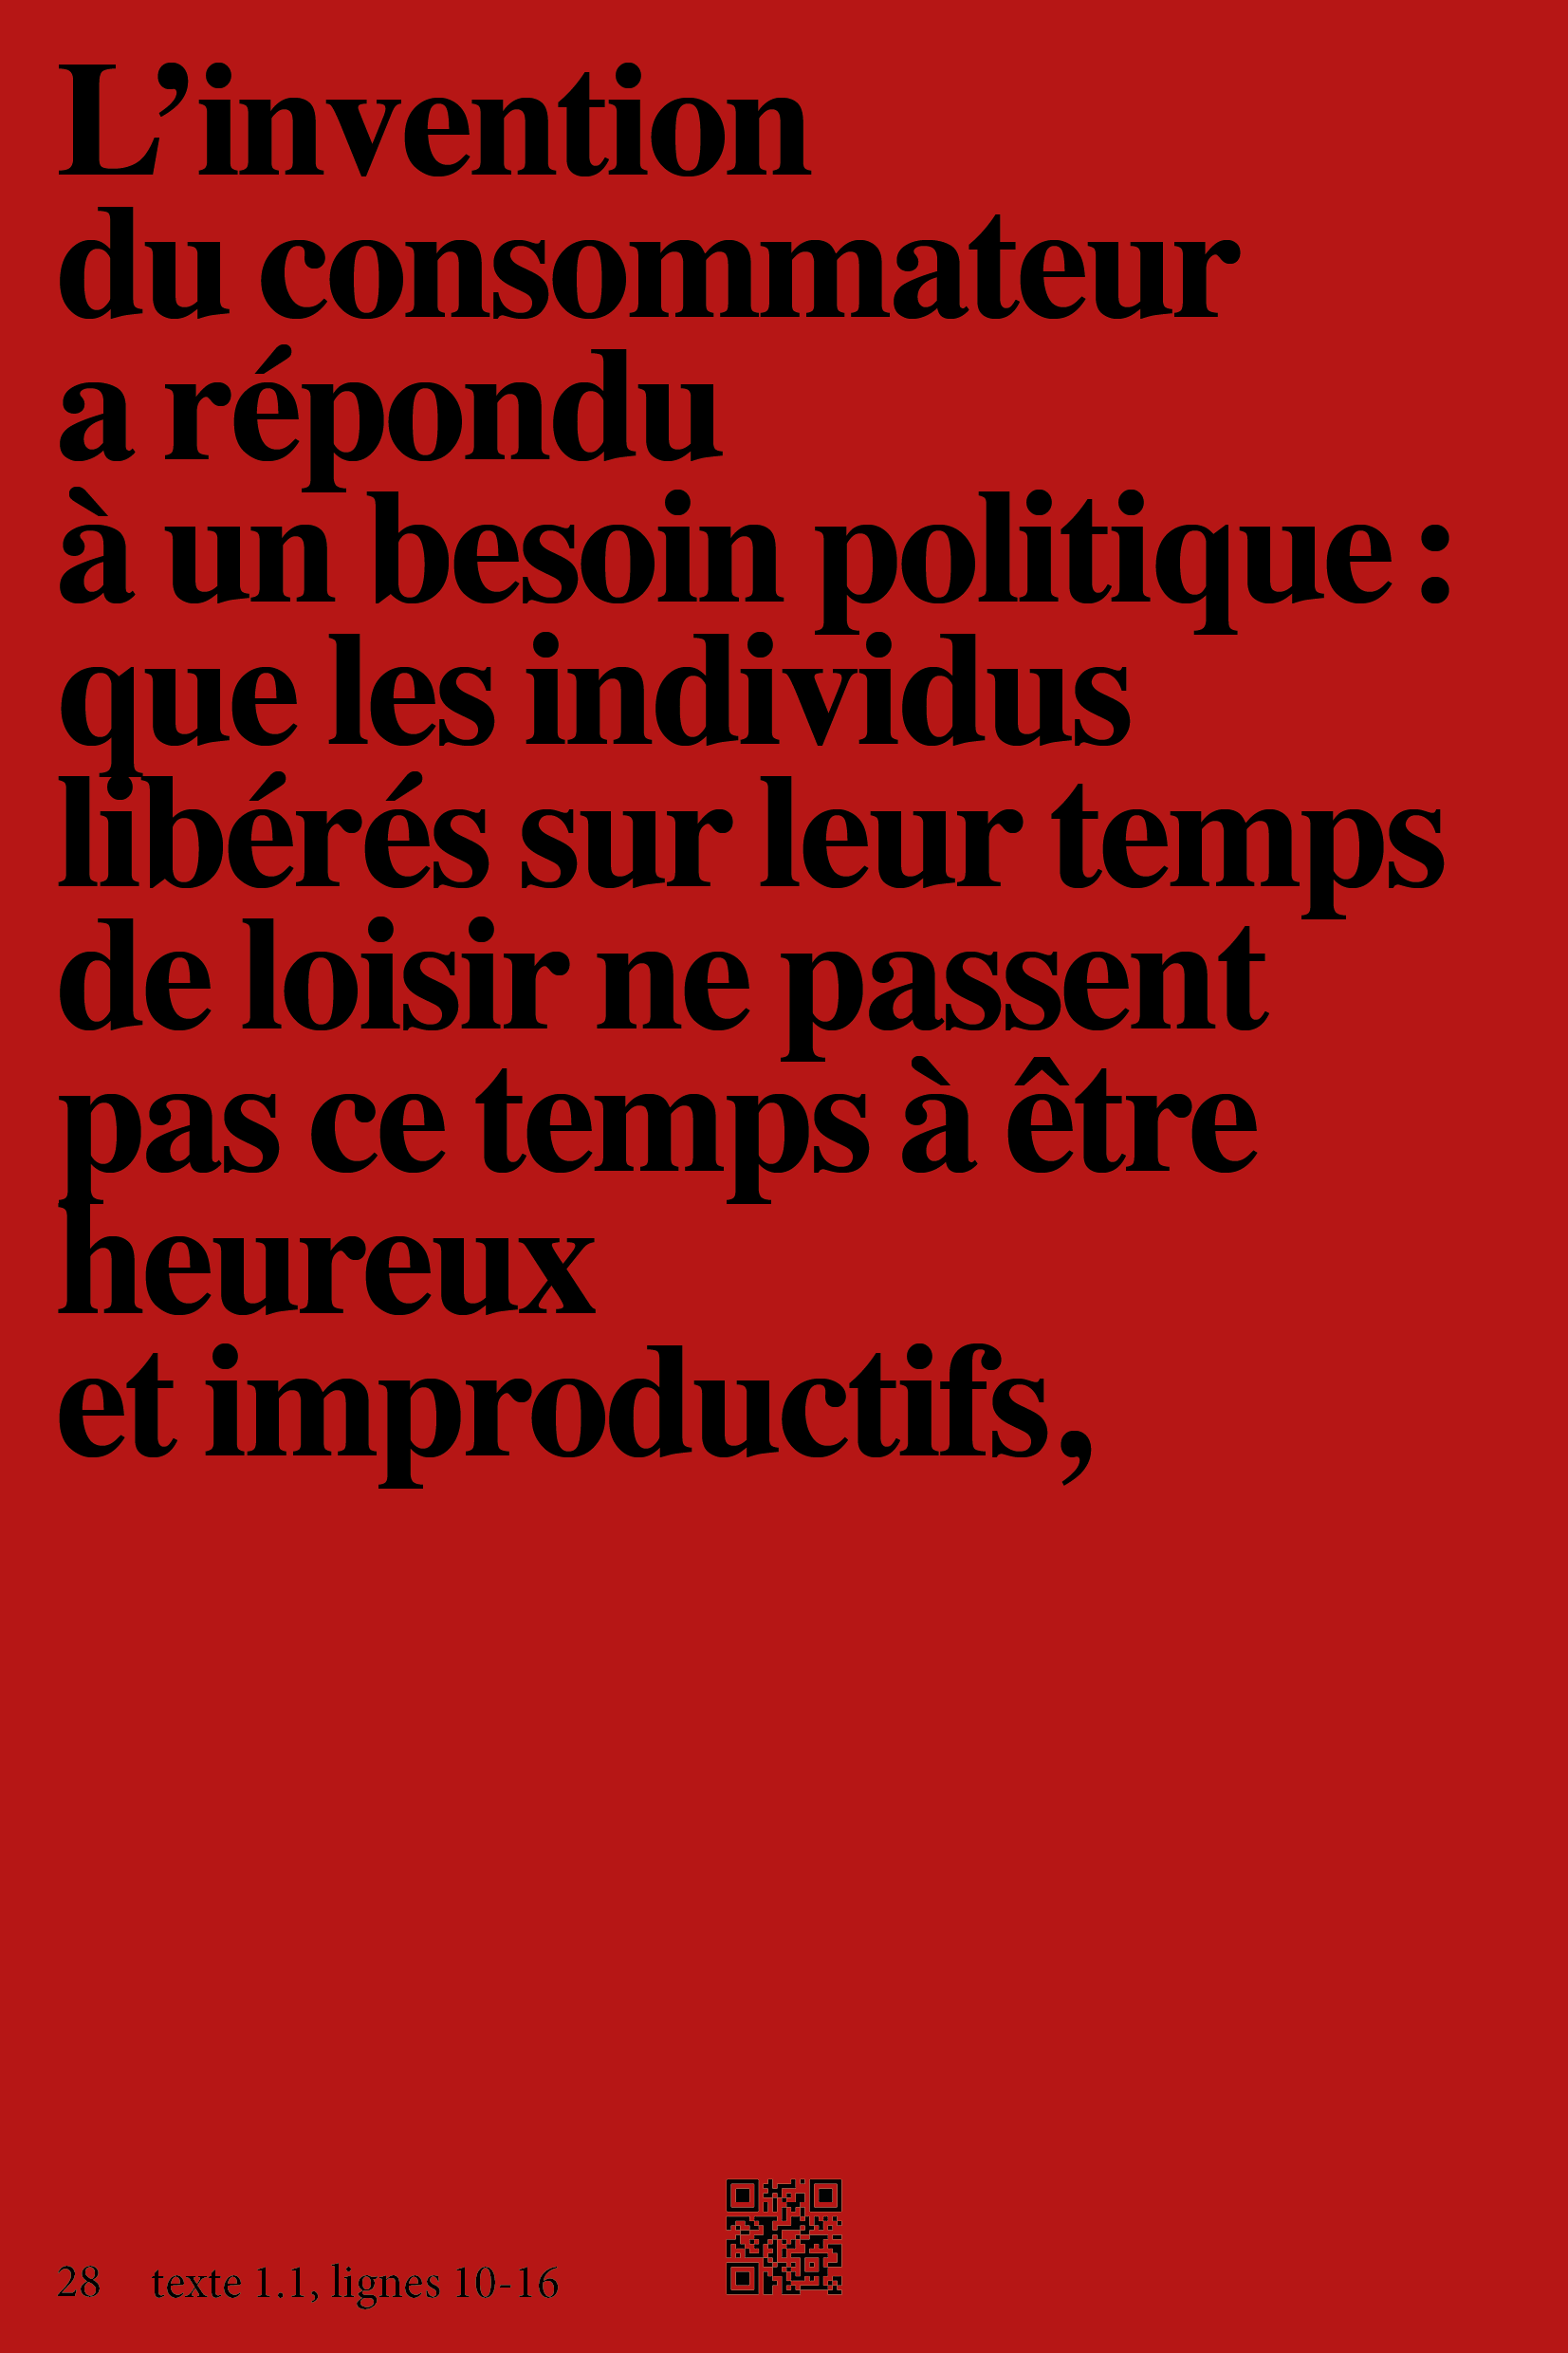 L’invention
du consommateur
a répondu
à un besoin politique :
que les individus
libérés sur leur temps
de loisir ne passent
pas ce temps à être
heureux
et improductifs,
28 texte 1.1, lignes 10-16